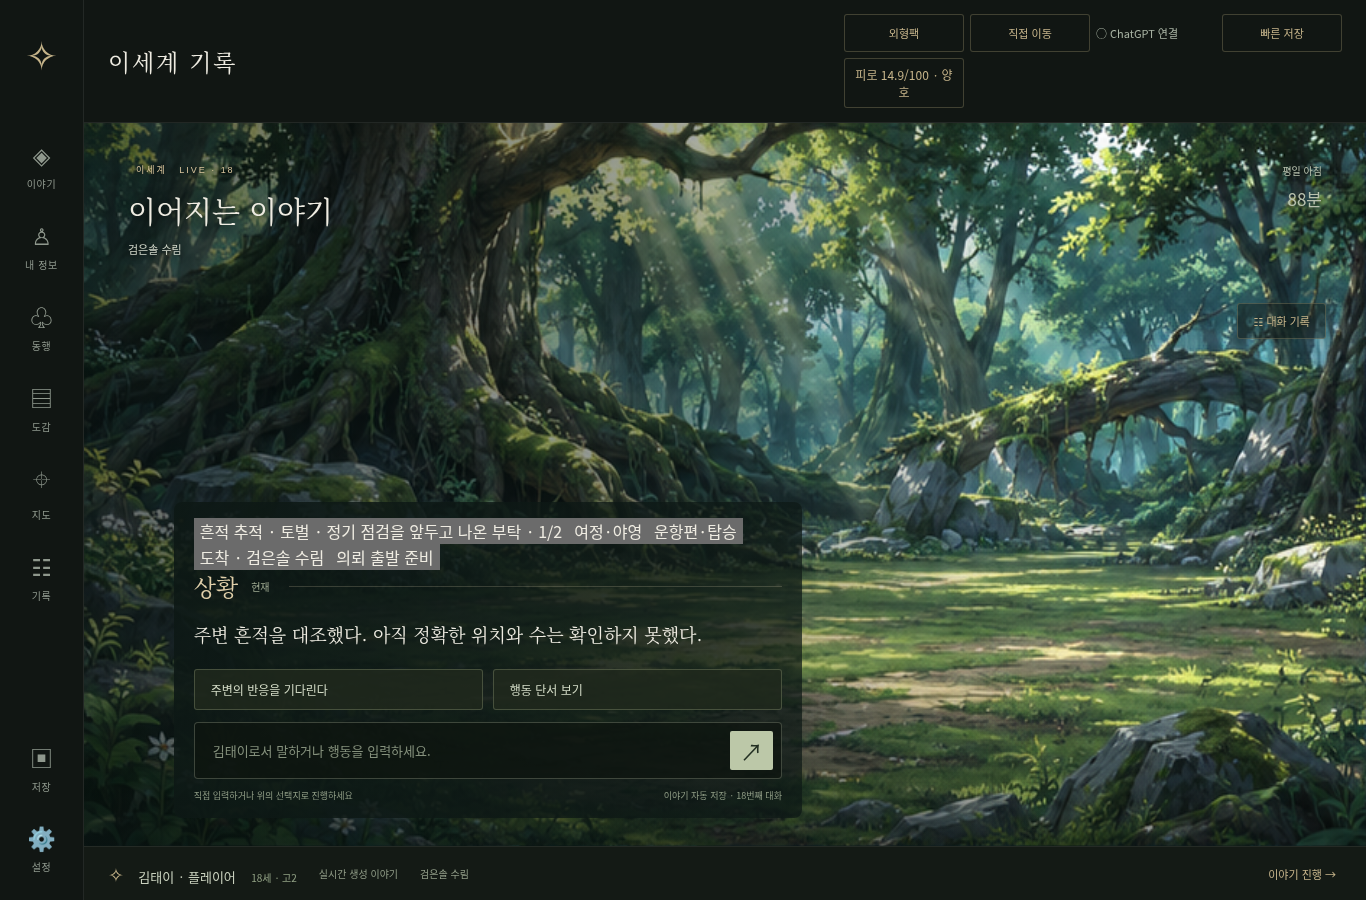 이세계 기록
외형팩
직접 이동
ChatGPT 연결
빠른 저장
피로 14.9/100 · 양
호
이야기
내 정보
동행
도감
지도
기록
저장
설정
이세계 LIVE 18
이어지는 이야기
검은솔 수림
평일 아침
88분
대화 기록
흔적 추적 · 토벌 · 정기 점검을 앞두고 나온 부탁 · 1/2 여정·야영 운항편·탑승
도착 · 검은솔 수림 의뢰 출발 준비
상황 현재
주변 흔적을 대조했다. 아직 정확한 위치와 수는 확인하지 못했다.
주변의 반응을 기다린다
행동 단서 보기
김태이로서 말하거나 행동을 입력하세요.
직접 입력하거나 위의 선택지로 진행하세요
이야기 자동 저장 · 18번째 대화
김태이 · 플레이어 18세 · 고2 실시간 생성 이야기 검은솔 수림
이야기 진행 →